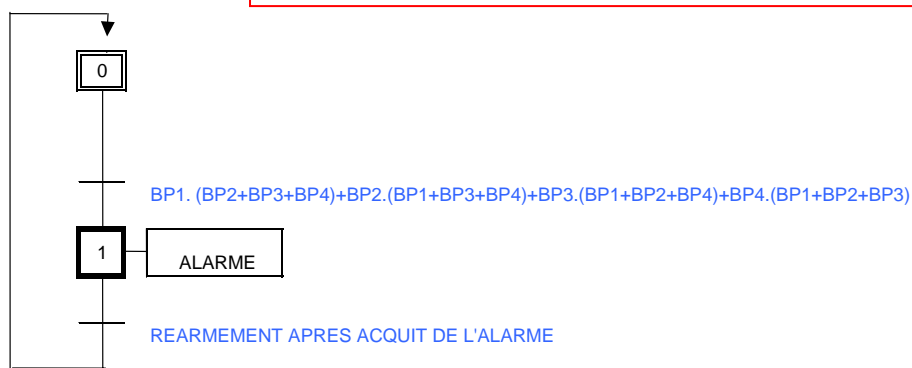 0
BP1. (BP2+BP3+BP4)+BP2.(BP1+BP3+BP4)+BP3.(BP1+BP2+BP4)+BP4.(BP1+BP2+BP3)
1
ALARME
REARMEMENT APRES ACQUIT DE L'ALARME